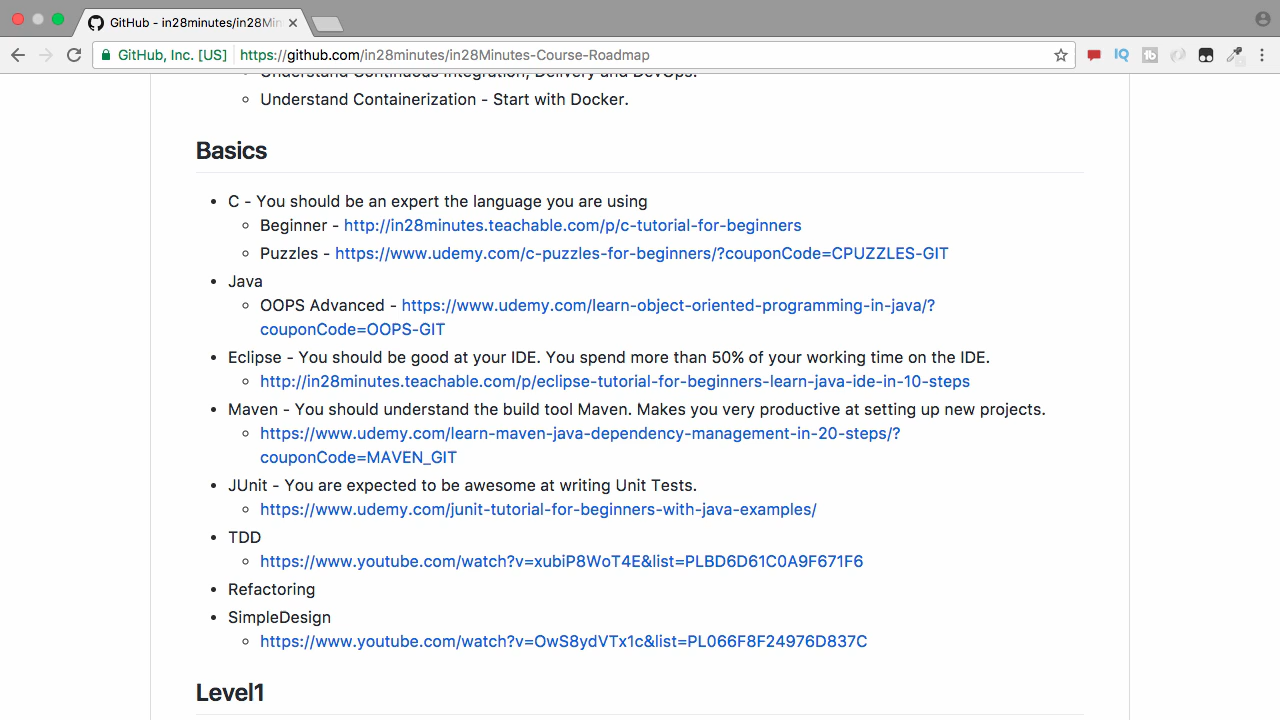 GitHub - in28minutes/in28Min
GitHub, Inc. [US] https://github.com/in28minutes/in28Minutes-Course-Roadmap
Understand Continuous Integration, Delivery and DevOps.
Understand Containerization - Start with Docker.
Basics
C - You should be an expert the language you are using
Beginner - http://in28minutes.teachable.com/p/c-tutorial-for-beginners
Puzzles - https://www.udemy.com/c-puzzles-for-beginners/?couponCode=CPUZZLES-GIT
Java
OOPS Advanced - https://www.udemy.com/learn-object-oriented-programming-in-java/?
couponCode=OOPS-GIT
Eclipse - You should be good at your IDE. You spend more than 50% of your working time on the IDE.
http://in28minutes.teachable.com/p/eclipse-tutorial-for-beginners-learn-java-ide-in-10-steps
Maven - You should understand the build tool Maven. Makes you very productive at setting up new projects.
https://www.udemy.com/learn-maven-java-dependency-management-in-20-steps/?
couponCode=MAVEN_GIT
JUnit - You are expected to be awesome at writing Unit Tests.
https://www.udemy.com/junit-tutorial-for-beginners-with-java-examples/
TDD
https://www.youtube.com/watch?v=xubiP8WoT4E&list=PLBD6D61C0A9F671F6
Refactoring
SimpleDesign
https://www.youtube.com/watch?v=OwS8ydVTx1c&list=PL066F8F24976D837C
Level1